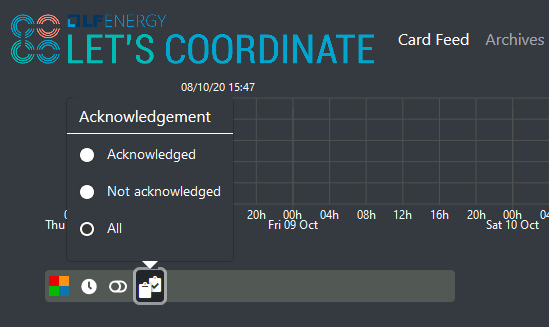 LF ENERGY
LET'S COORDINATE
Card Feed Archives
08/10/20 15:47
Acknowledgement
Acknowledged
Not acknowledged
All
20h 00h 04h 08h 12h 16h 20h 00h
Fri 09 Oct Sat 10 Oct